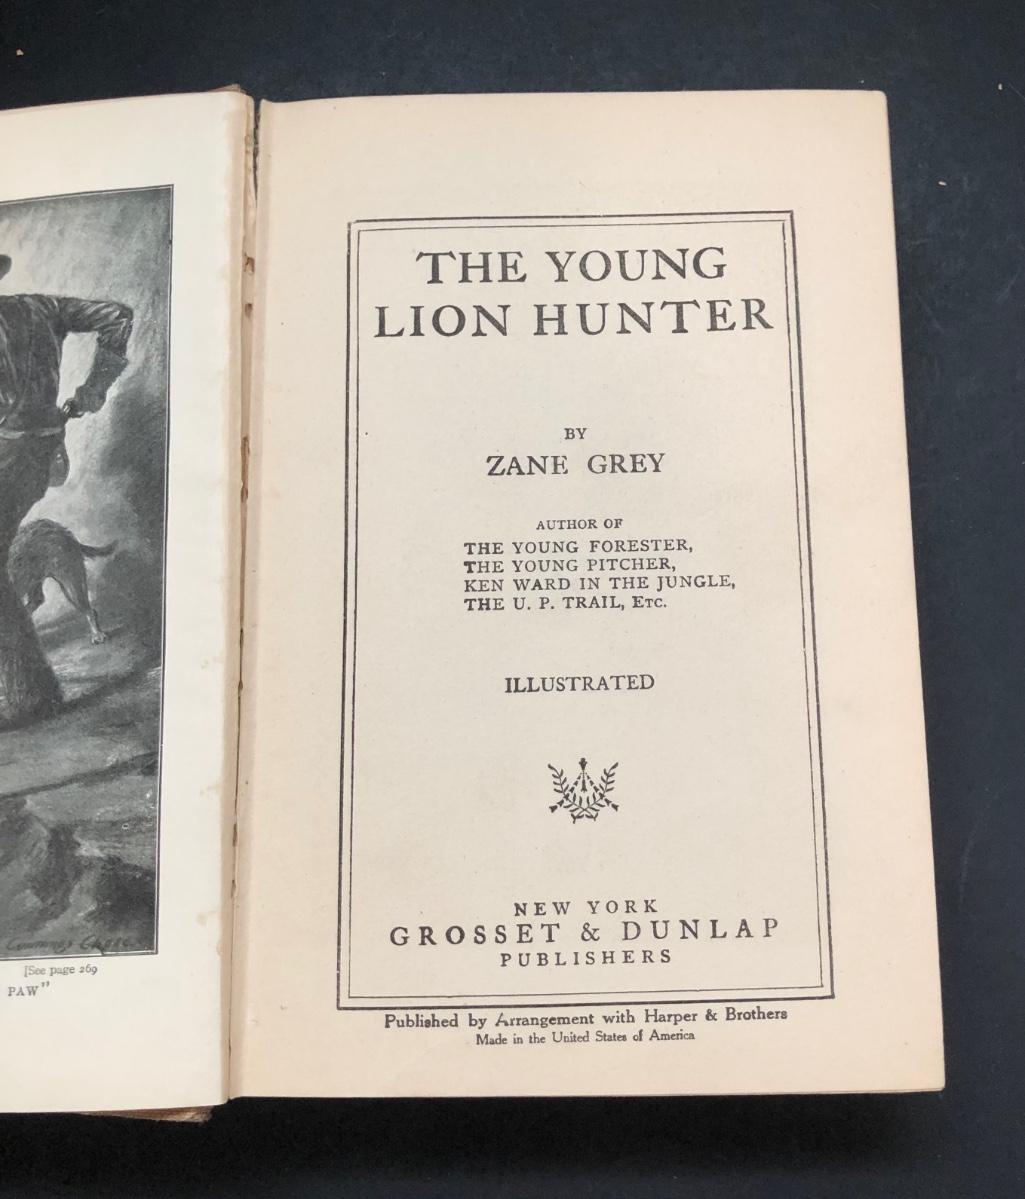 [See page 269
PAW"
THE YOUNG
LION HUNTER
BY
ZANE GREY
AUTHOR OF
THE YOUNG FORESTER,
THE YOUNG PITCHER,
KEN WARD IN THE JUNGLE,
THE U. P. TRAIL, Etc.
ILLUSTRATED
NEW YORK
GROSSET & DUNLAP
PUBLISHERS
Published by Arrangement with Harper & Brothers
Made in the United States of America